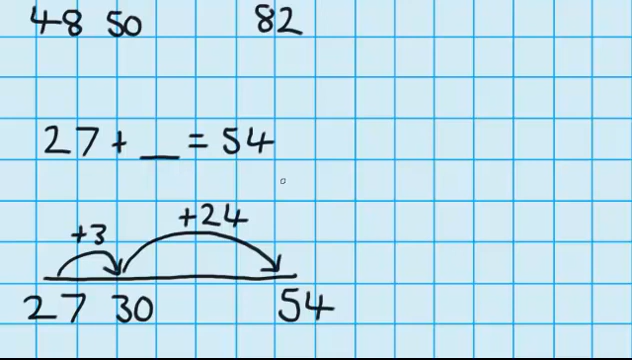 48 50 82
27 + __ = 54
+3 +24
27 30 54